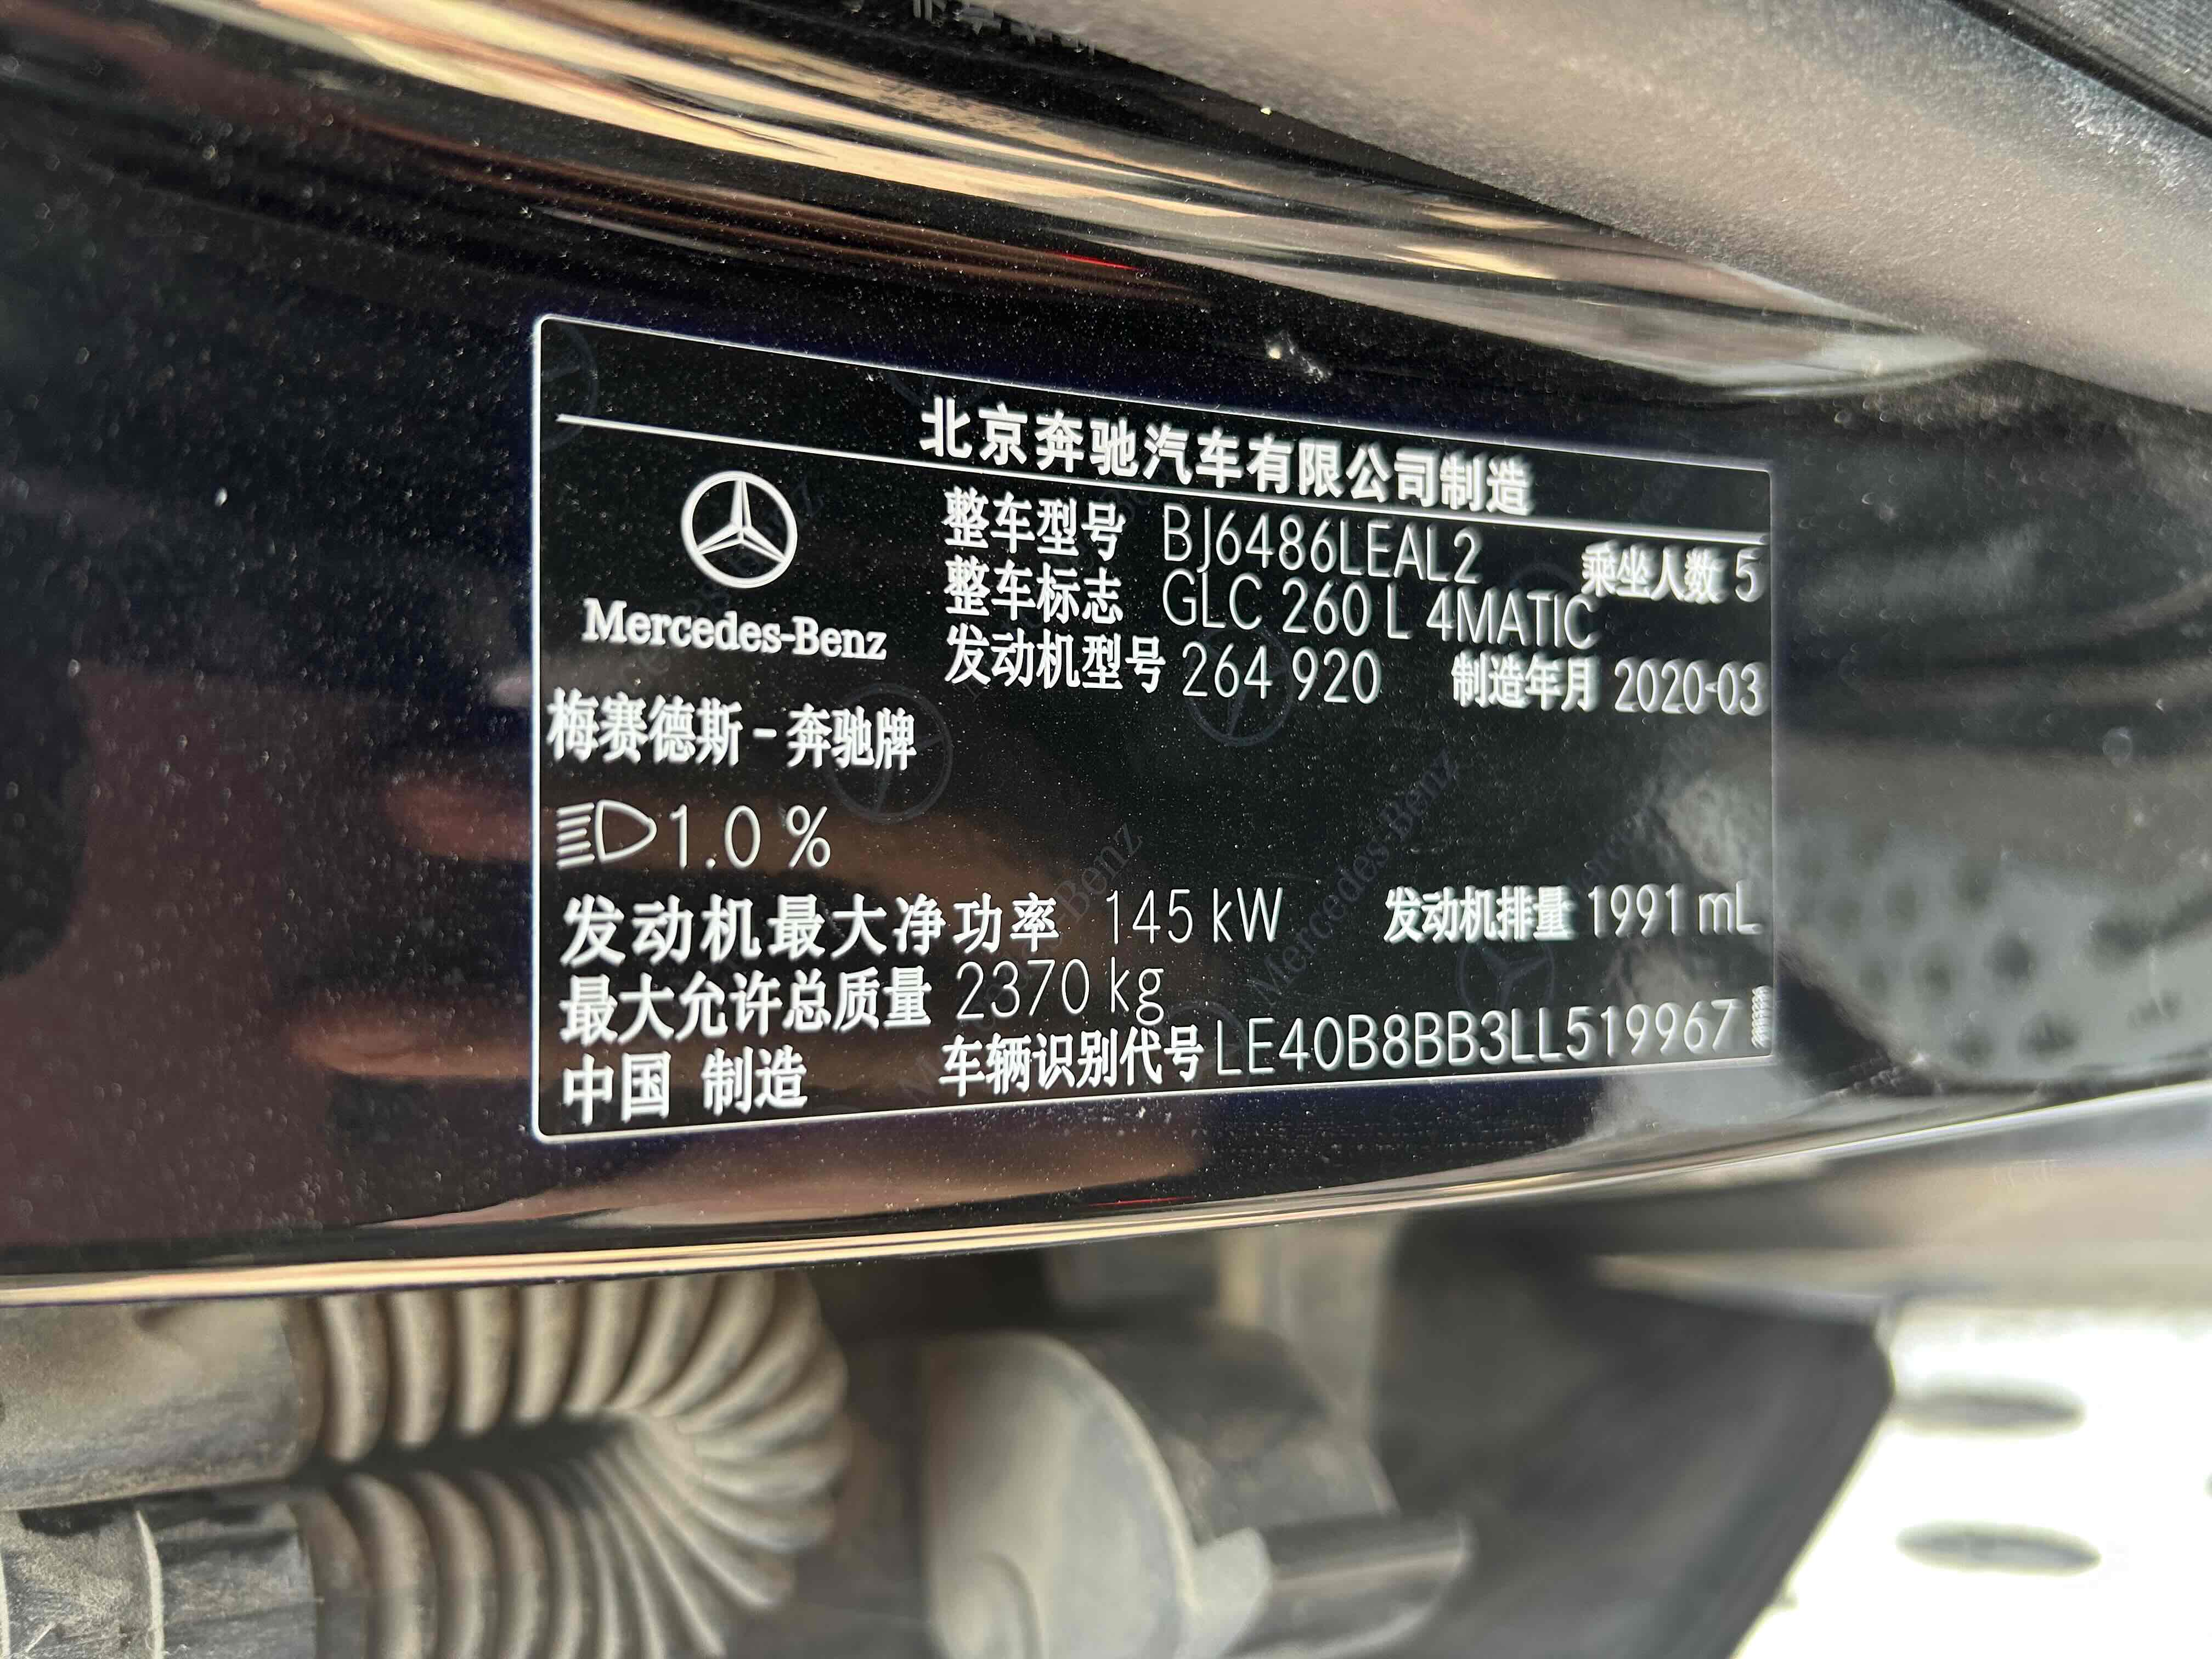 北京奔驰汽车有限公司制造
整车型号 BJ6486LEAL2 乘坐人数 5
整车标志 GLC 260 L 4MATIC
发动机型号 264 920 制造年月 2020-03
Mercedes-Benz
梅赛德斯-奔驰牌
1.0 %
发动机最大净功率 145 kW 发动机排量 1991 mL
最大允许总质量 2370 kg
中国 制造 车辆识别代号 LE40B8BB3LL519967